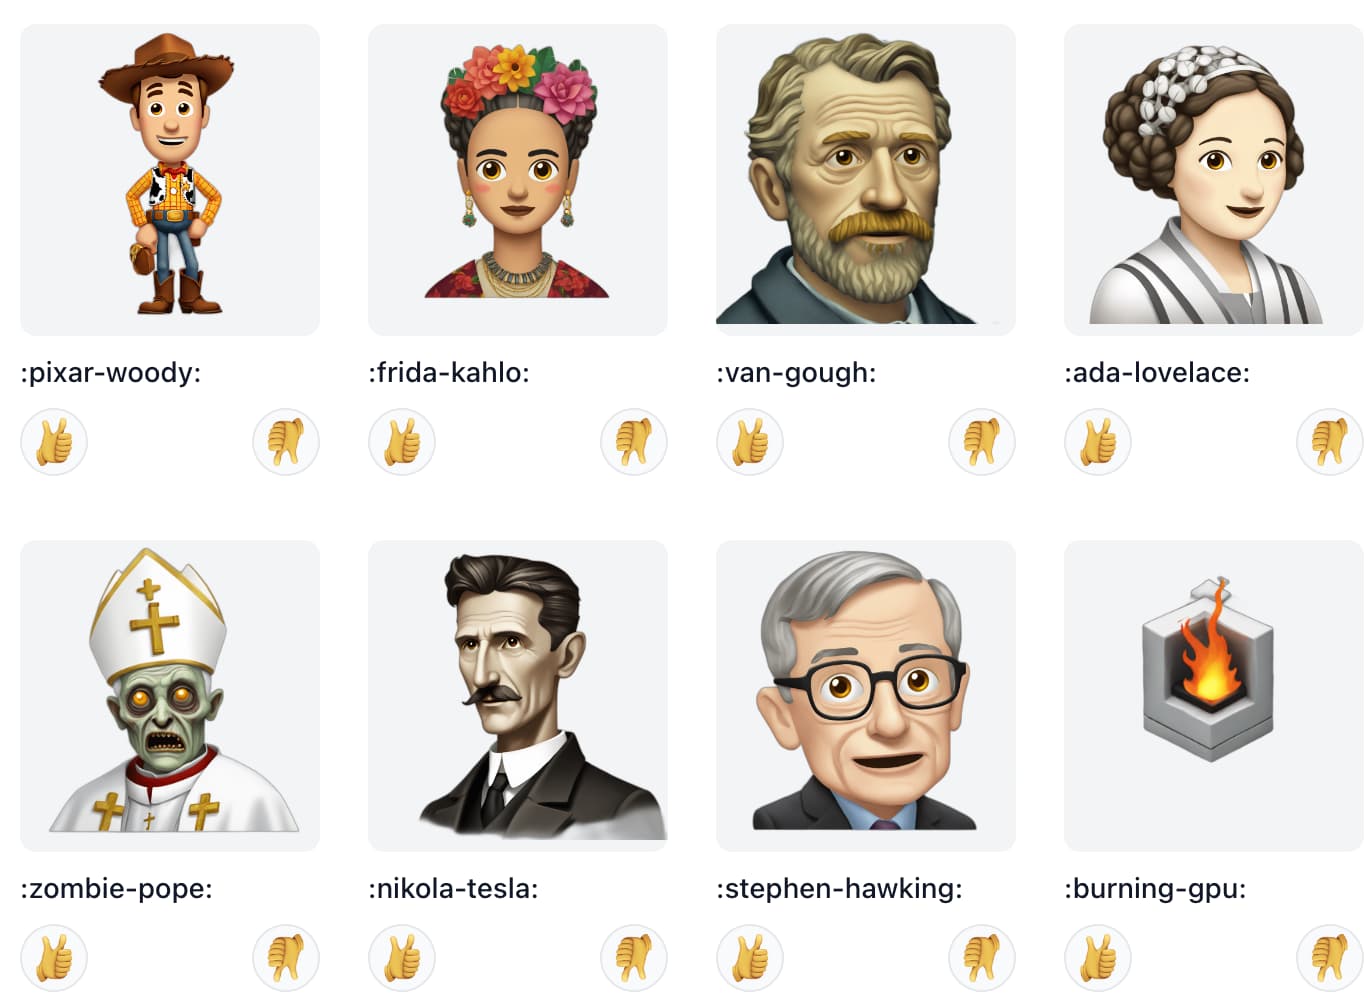 :pixar-woody:
:frida-kahlo:
:van-gough:
:ada-lovelace:
:zombie-pope:
:nikola-tesla:
:stephen-hawking:
:burning-gpu: